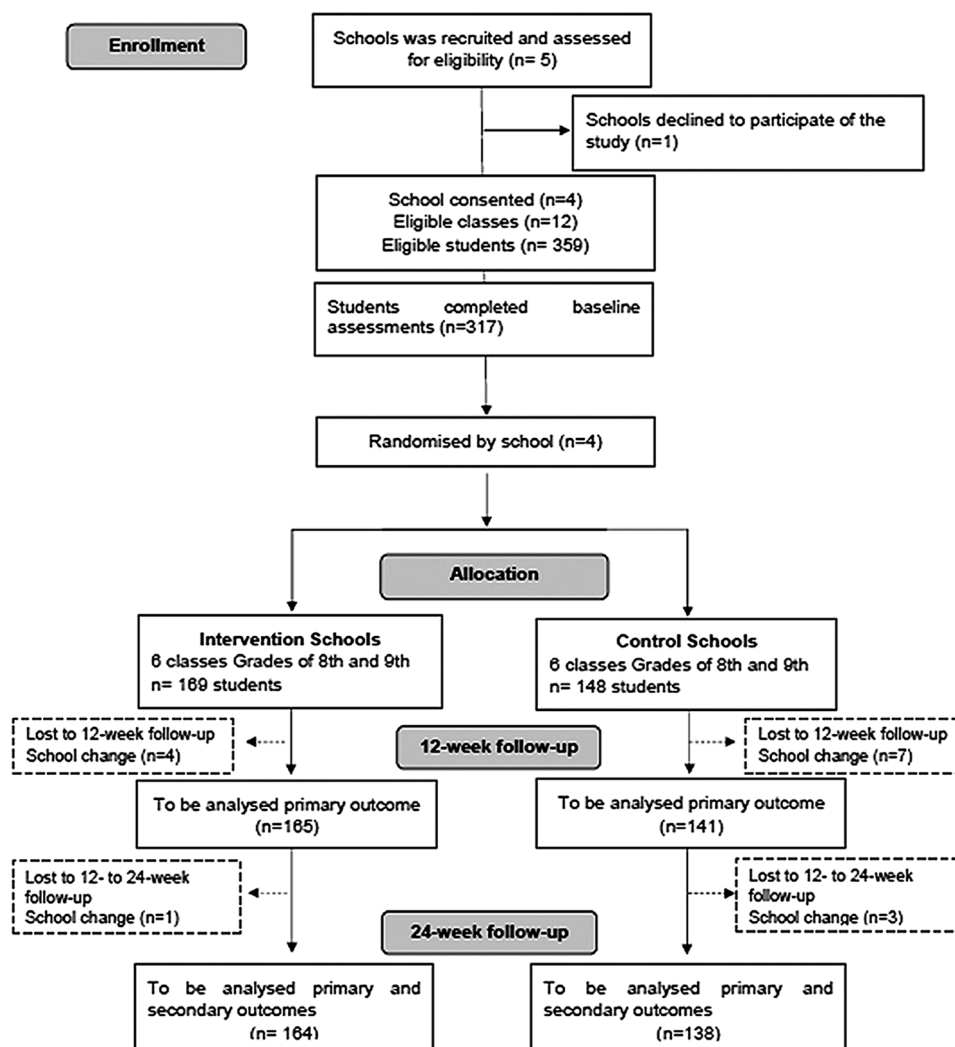 Enrollment
Schools was recruited and assessed
for eligibility (n= 5)
Schools declined to participate of the
study (n=1)
School consented (n=4)
Eligible classes (n=12)
Eligible students (n= 359)
Students completed baseline
assessments (n=317)
Randomised by school (n=4)
Allocation
Intervention Schools
6 classes Grades of 8th and 9th
n= 169 students
Control Schools
6 classes Grades of 8th and 9th
n= 148 students
Lost to 12-week follow-up
School change (n=4)
12-week follow-up
Lost to 12-week follow-up
School change (n=7)
To be analysed primary outcome
(n=165)
To be analysed primary outcome
(n=141)
Lost to 12- to 24-week
follow-up
School change (n=1)
Lost to 12- to 24-week
follow-up
School change (n=3)
24-week follow-up
To be analysed primary and
secondary outcomes
(n= 164)
To be analysed primary and
secondary outcomes
(n=138)